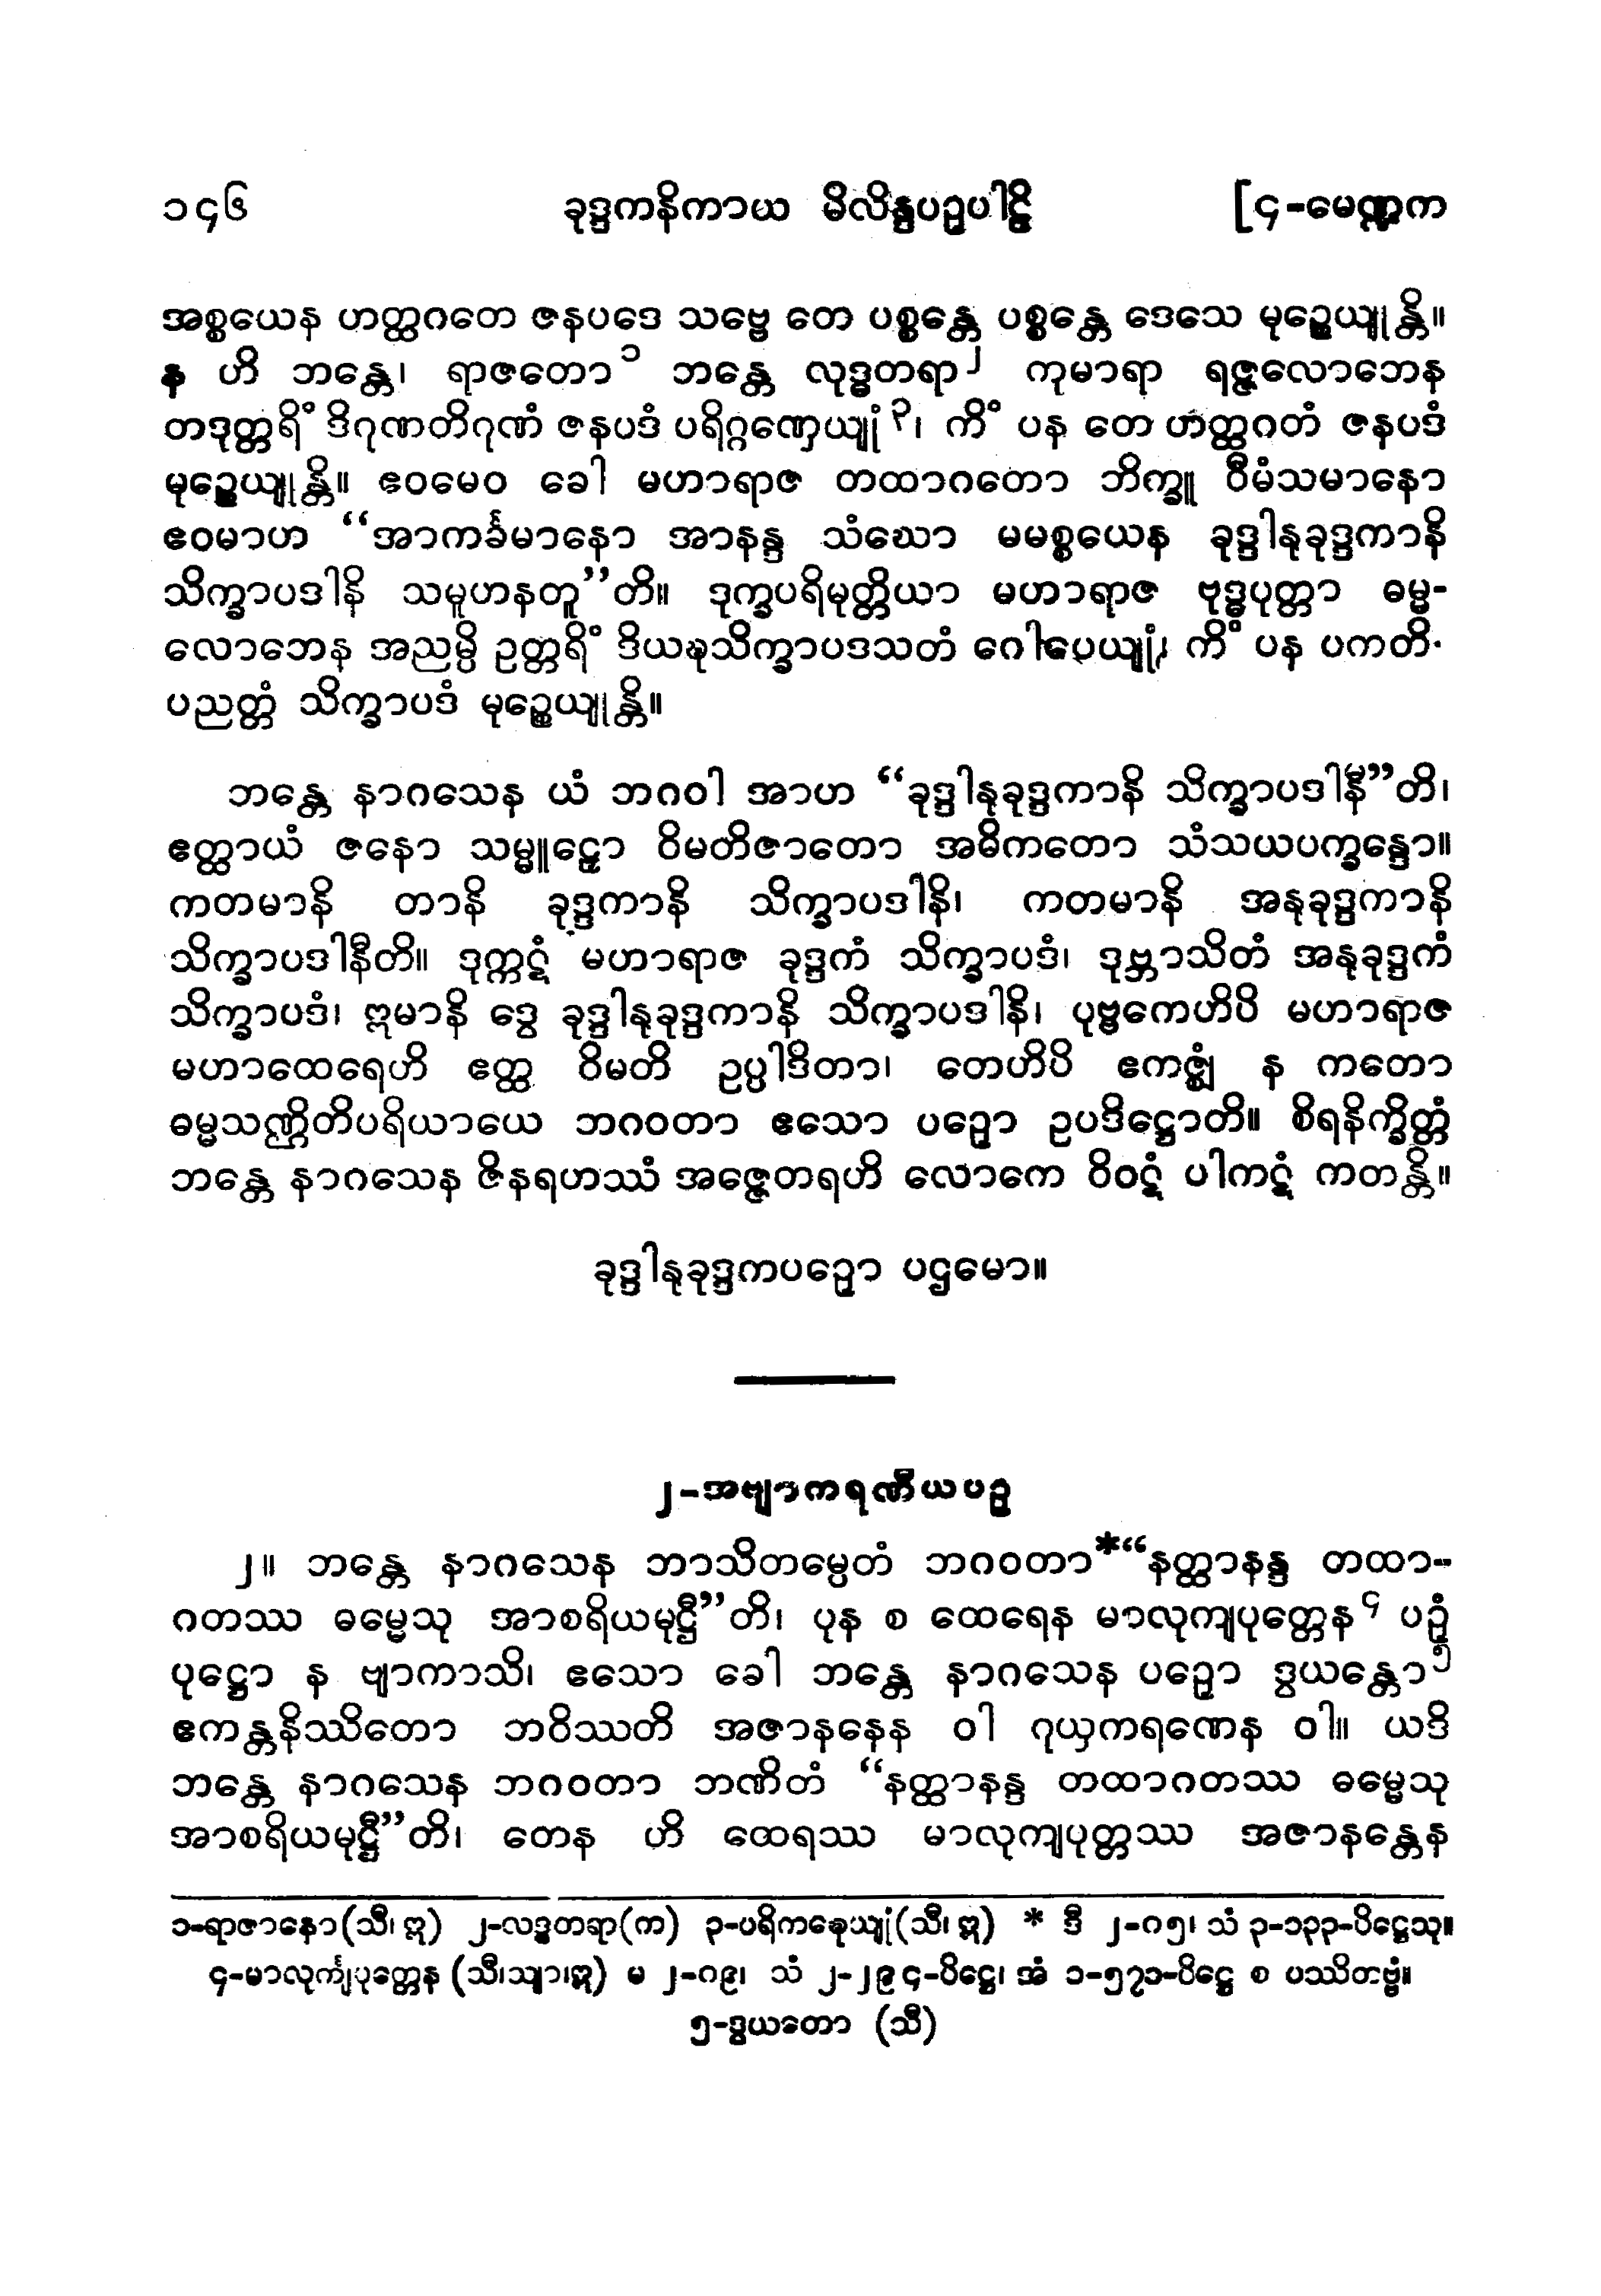 ၁၄၆ ခုဒ္ဒကနိကာယ မိလိန္ဒပဉှပါဠိ [၄-မေဏ္ဍက
အစ္စယေန ဟတ္ထဂတေ ဇနပဒေ သဗ္ဗေ တေ ပစ္စန္တေ ပစ္စန္တေ ဒေသေ မုဉ္စေယျုန္တိ။
န ဟိ ဘန္တေ၊ ရာဇတော၁ ဘန္တေ လုဒ္ဓတရာ၂ ကုမာရာ ရဇ္ဇလောဘေန
တဒုတ္တရိံ ဒိဂုဏတိဂုဏံ ဇနပဒံ ပရိဂ္ဂဏှေယျုံ၃၊ ကိံ ပန တေ ဟတ္ထဂတံ ဇနပဒံ
မုဉ္စေယျုန္တိ။ ဧဝမေဝ ခေါ မဟာရာဇ တထာဂတော ဘိက္ခူ ဝီမံသမာနော
ဧဝမာဟ “အာကင်္ခမာနော အာနန္ဒ သံဃော မမစ္စယေန ခုဒ္ဒါနုခုဒ္ဒကာနိ
သိက္ခာပဒါနိ သမူဟနတူ”တိ။ ဒုက္ခပရိမုတ္တိယာ မဟာရာဇ ဗုဒ္ဓပုတ္တာ ဓမ္မ-
လောဘေန အညမ္ပိ ဥတ္တရိံ ဒိယဍ္ဎသိက္ခာပဒသတံ ဂေါပေယျုံ၊ ကိံ ပန ပကတိ-
ပညတ္တံ သိက္ခာပဒံ မုဉ္စေယျုန္တိ။
ဘန္တေ နာဂသေန ယံ ဘဂဝါ အာဟ “ခုဒ္ဒါနုခုဒ္ဒကာနိ သိက္ခာပဒါနီ”တိ၊
ဧတ္ထာယံ ဇနော သမ္မူဠှော ဝိမတိဇာတော အဓိကတော သံသယပက္ခန္ဒော။
ကတမာနိ တာနိ ခုဒ္ဒကာနိ သိက္ခာပဒါနိ၊ ကတမာနိ အနုခုဒ္ဒကာနိ
သိက္ခာပဒါနီတိ။ ဒုက္ကဋံ မဟာရာဇ ခုဒ္ဒကံ သိက္ခာပဒံ၊ ဒုဗ္ဘာသိတံ အနုခုဒ္ဒကံ
သိက္ခာပဒံ၊ ဣမာနိ ဒွေ ခုဒ္ဒါနုခုဒ္ဒကာနိ သိက္ခာပဒါနိ၊ ပုဗ္ဗကေဟိပိ မဟာရာဇ
မဟာထေရေဟိ ဧတ္ထ ဝိမတိ ဥပ္ပါဒိတာ၊ တေဟိပိ ဧကဇ္ဈံ န ကတော
ဓမ္မသဏ္ဌိတိပရိယာယေ ဘဂဝတာ ဧသော ပဉှော ဥပဒိဋ္ဌောတိ။ စိရနိက္ခိတ္တံ
ဘန္တေ နာဂသေန ဇိနရဟဿံ အဇ္ဇေတရဟိ လောကေ ဝိဝဋံ ပါကဋံ ကတန္တိ။
ခုဒ္ဒါနုခုဒ္ဒကပဉှော ပဌမော။
၂-အဗျာကရဏီယပဉှ
၂။ ဘန္တေ နာဂသေန ဘာသိတမ္ပေတံ ဘဂဝတာ*“နတ္ထာနန္ဒ တထာ-
ဂတဿ ဓမ္မေသု အာစရိယမုဋ္ဌီ”တိ၊ ပုန စ ထေရေန မာလုကျပုတ္တေန၄ ပဉှံ
ပုဋ္ဌော န ဗျာကာသိ၊ ဧသော ခေါ ဘန္တေ နာဂသေန ပဉှော ဒွယန္တော၅
ဧကန္တနိဿိတော ဘဝိဿတိ အဇာနနေန ဝါ ဂုယှကရဏေန ဝါ။ ယဒိ
ဘန္တေ နာဂသေန ဘဂဝတာ ဘဏိတံ “နတ္ထာနန္ဒ တထာဂတဿ ဓမ္မေသု
အာစရိယမုဋ္ဌီ”တိ၊ တေန ဟိ ထေရဿ မာလုကျပုတ္တဿ အဇာနန္တေန
၁-ရာဇာနော(သီ၊ ဣ) ၂-လဒ္ဓတရာ(က) ၃-ပရိကဍ္ဎေယျုံ(သီ၊ ဣ) * ဒီ ၂-၈၅၊ သံ ၃-၁၃၃-ပိဋ္ဌေသု။
၄-မာလုင်္ကျပုတ္တေန (သီ၊သျာ၊ဣ) မ ၂-၈၉၊ သံ ၂-၂၉၄-ပိဋ္ဌေ၊ အံ ၁-၅၇၁-ပိဋ္ဌေ စ ပဿိတဗ္ဗံ။
၅-ဒွယတော (သီ)